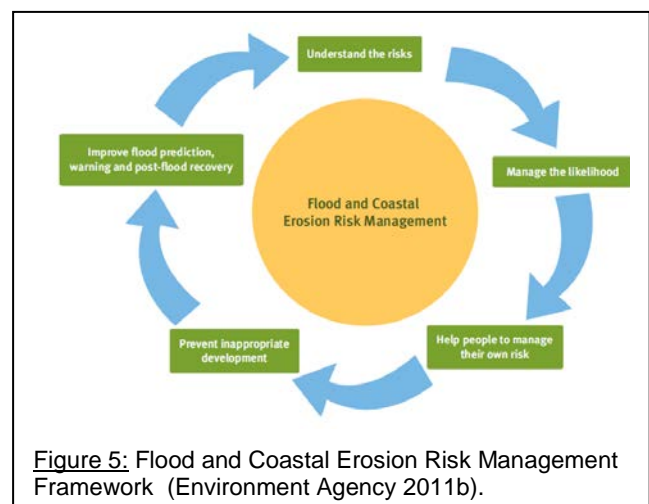 Understand the risks
Manage the likelihood
Help people to manage
their own risk
Prevent inappropriate
development
Improve flood prediction,
warning and post-flood recovery
Flood and Coastal
Erosion Risk Management
Figure 5: Flood and Coastal Erosion Risk Management
Framework (Environment Agency 2011b).